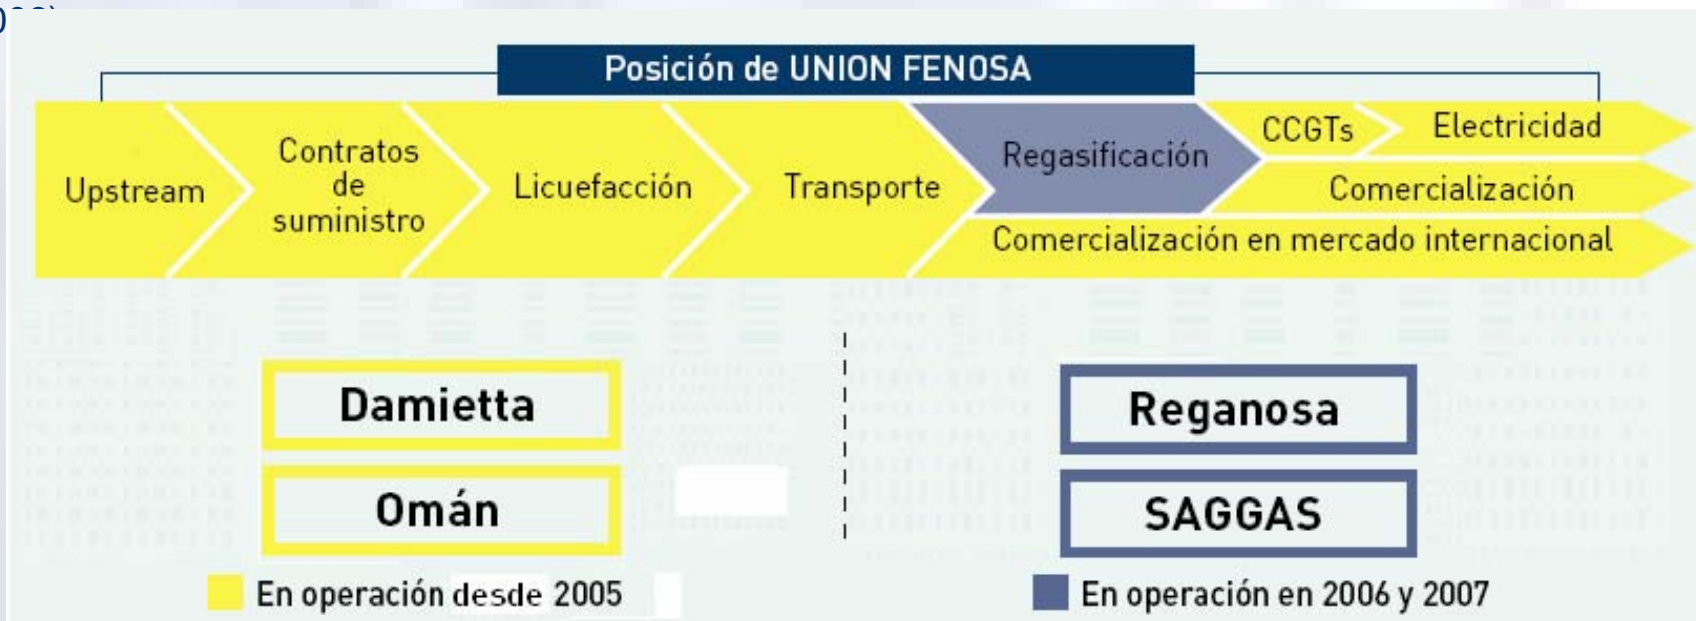 Posición de UNION FENOSA
Upstream
Contratos
de
suministro
Licuefacción
Transporte
Regasificación
CCGTs
Electricidad
Comercialización
Comercialización en mercado internacional
Damietta
Omán
Reganosa
SAGGAS
En operación desde 2005
En operación en 2006 y 2007